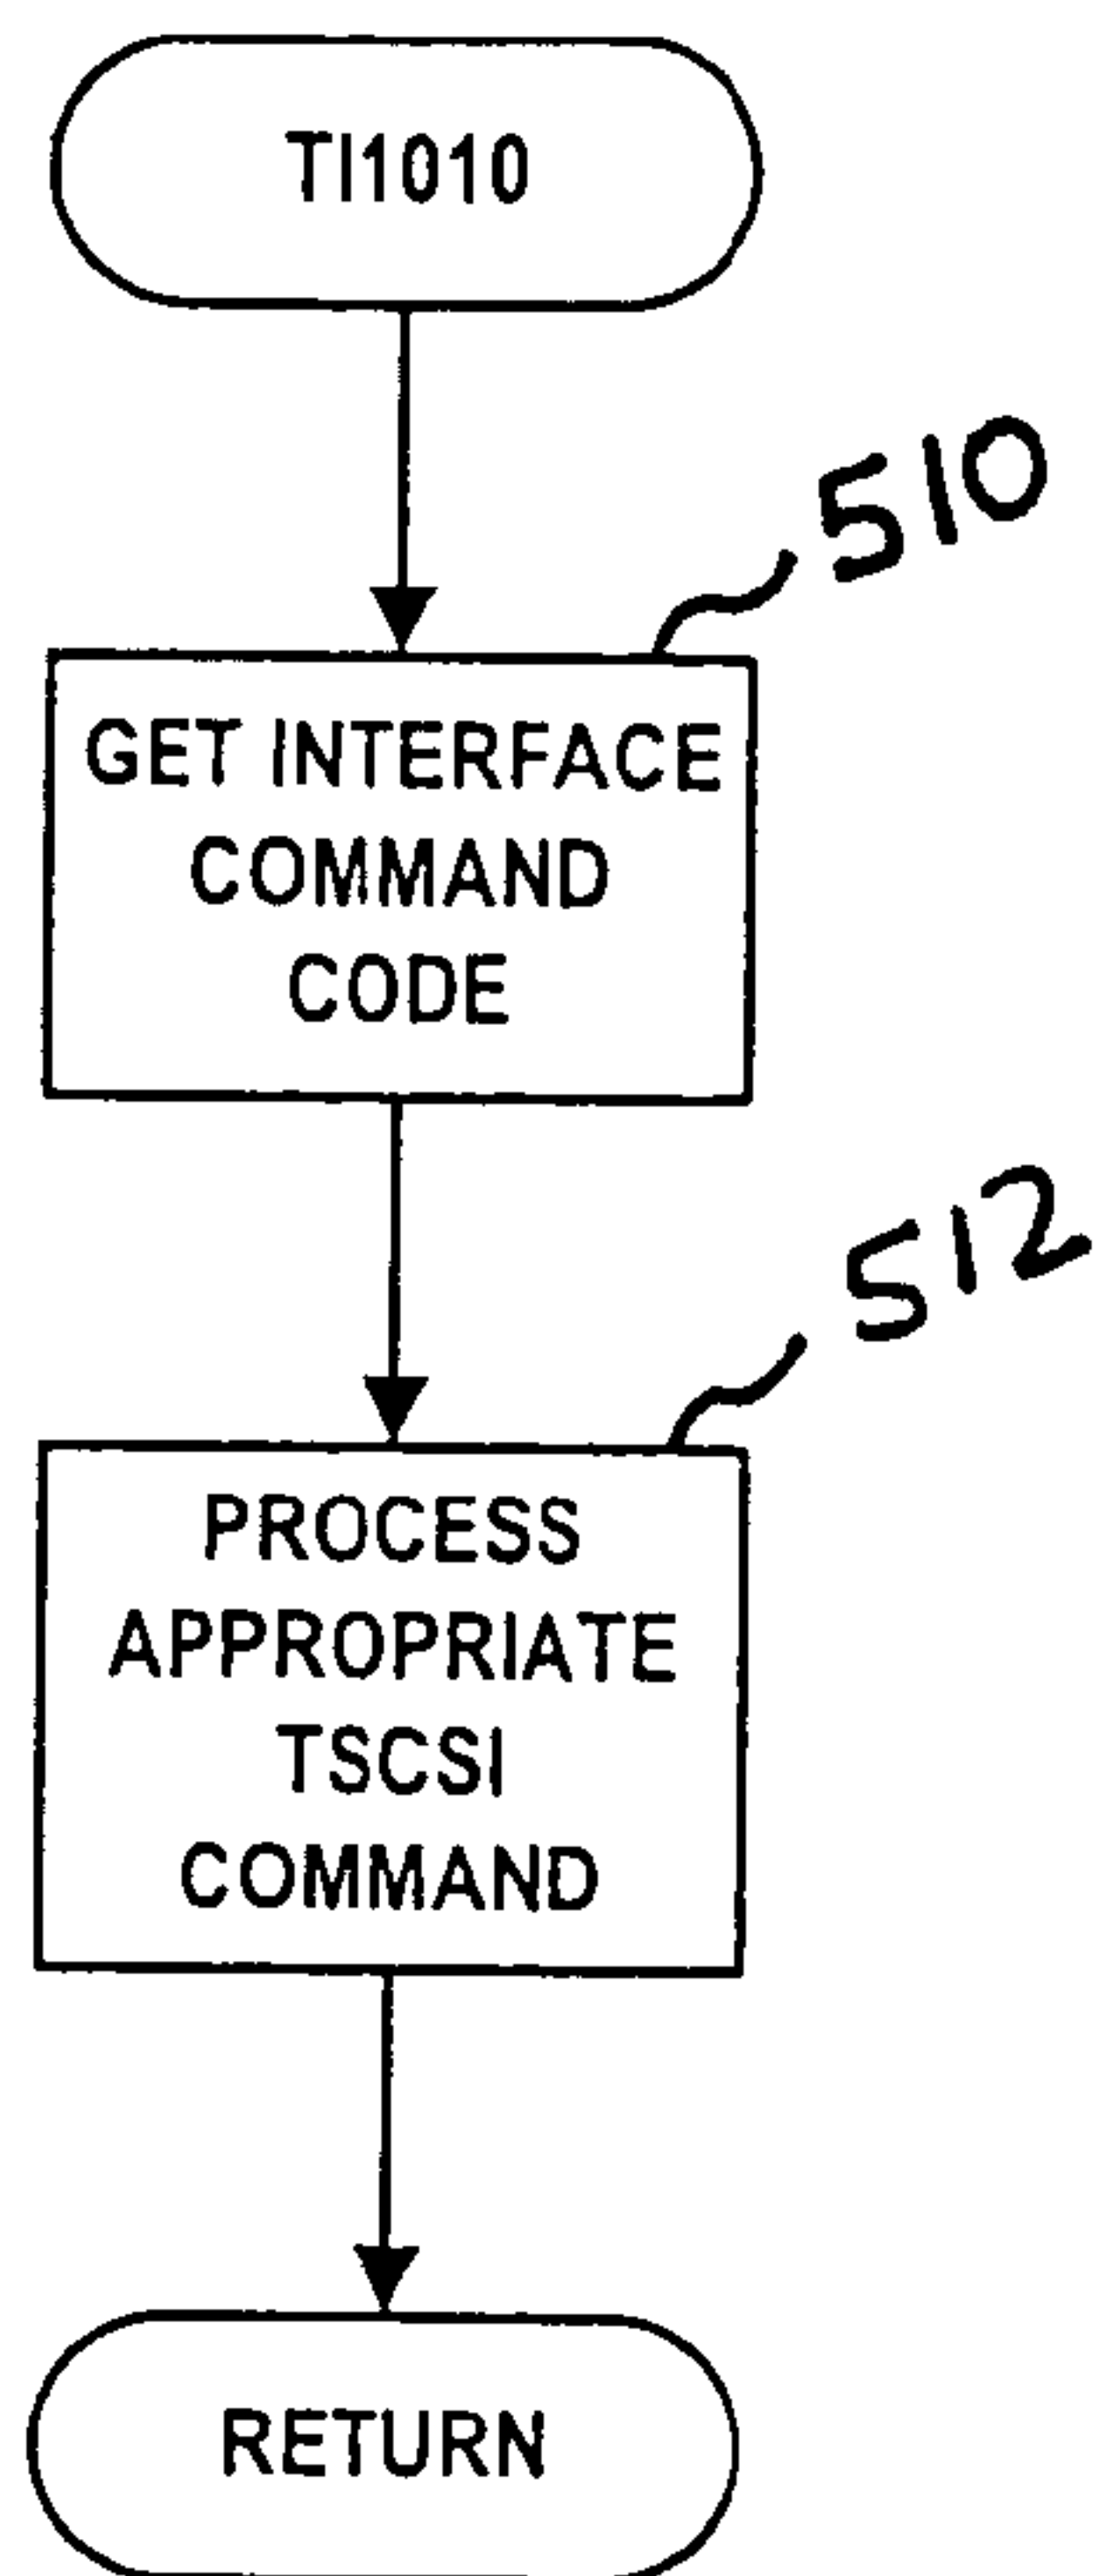 TI1010
510
GET INTERFACE
COMMAND
CODE
512
PROCESS
APPROPRIATE
TSCSI
COMMAND
RETURN